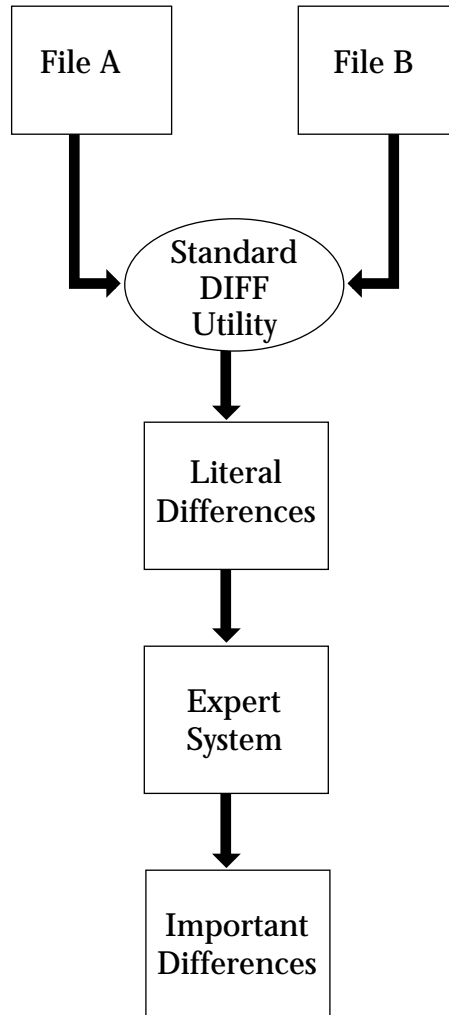 File A
File B
Standard
DIFF
Utility
Literal
Differences
Expert
System
Important
Differences